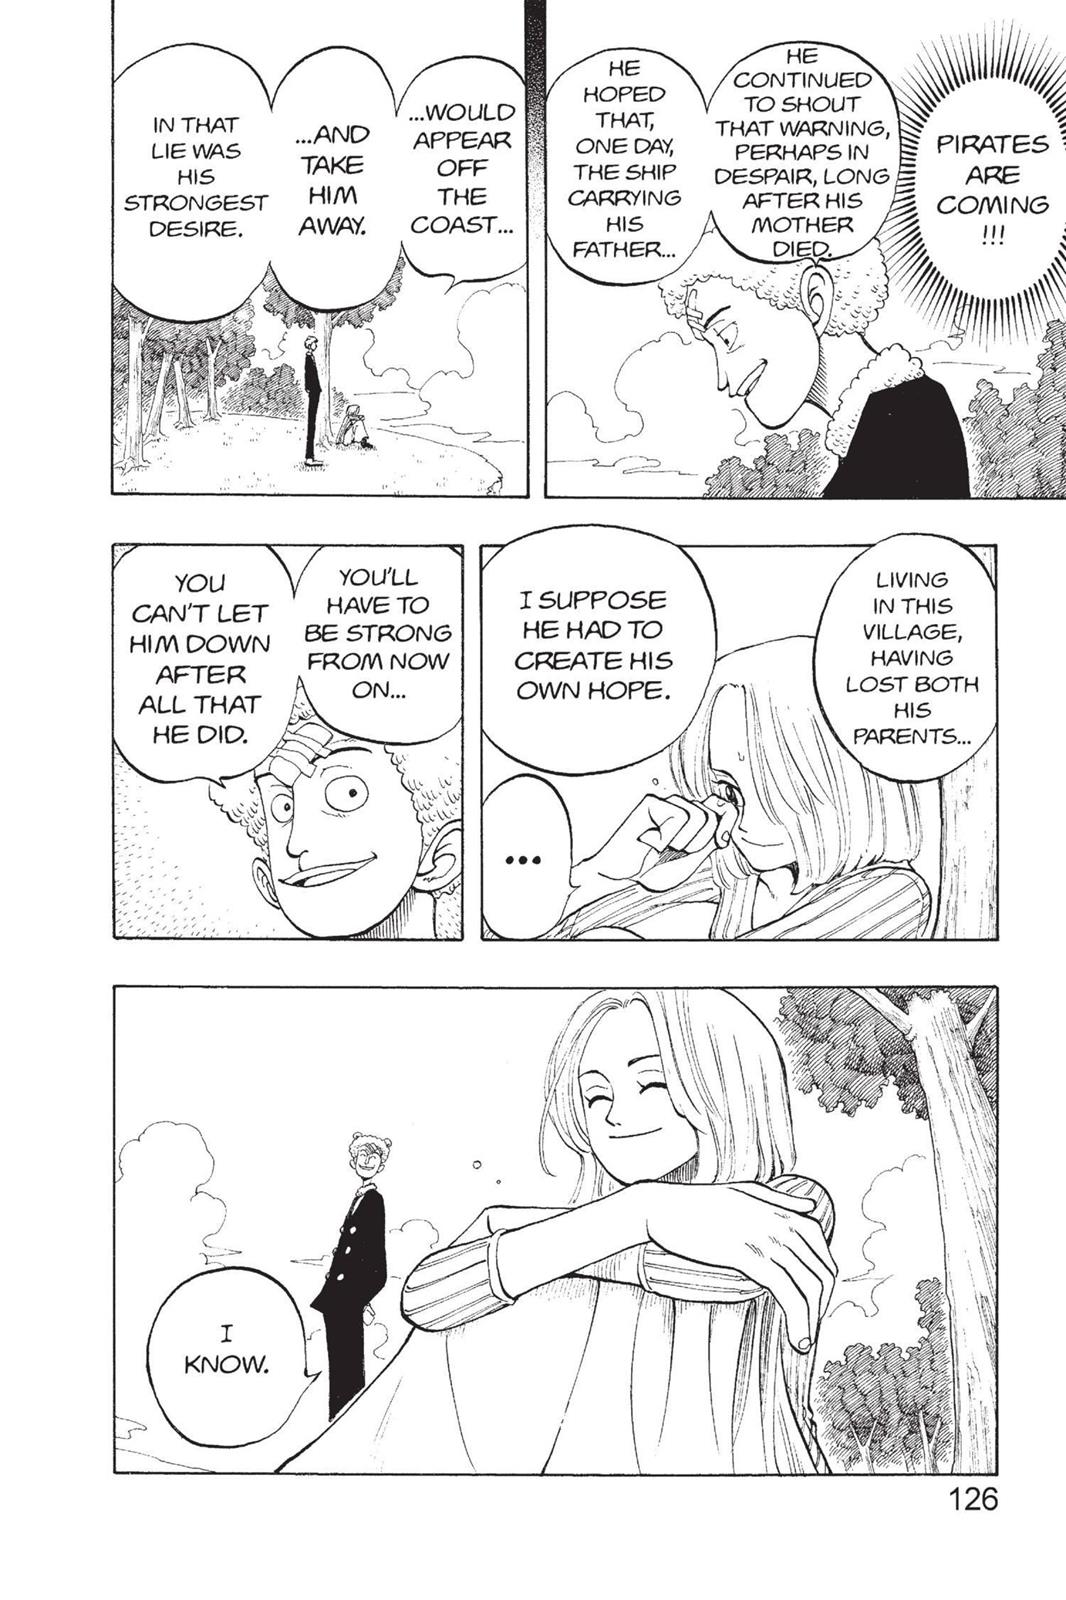 PIRATES
ARE
COMING
!!!
HE
CONTINUED
TO SHOUT
THAT WARNING,
PERHAPS IN
DESPAIR, LONG
AFTER HIS
MOTHER
DIED.
HE
HOPED
THAT,
ONE DAY,
THE SHIP
CARRYING
HIS
FATHER...
...WOULD
APPEAR
OFF
THE
COAST...
...AND
TAKE
HIM
AWAY.
IN THAT
LIE WAS
HIS
STRONGEST
DESIRE.
LIVING
IN THIS
VILLAGE,
HAVING
LOST BOTH
HIS
PARENTS...
I SUPPOSE
HE HAD TO
CREATE HIS
OWN HOPE.
...
YOU'LL
HAVE TO
BE STRONG
FROM NOW
ON...
YOU
CAN'T LET
HIM DOWN
AFTER
ALL THAT
HE DID.
I
KNOW.
126